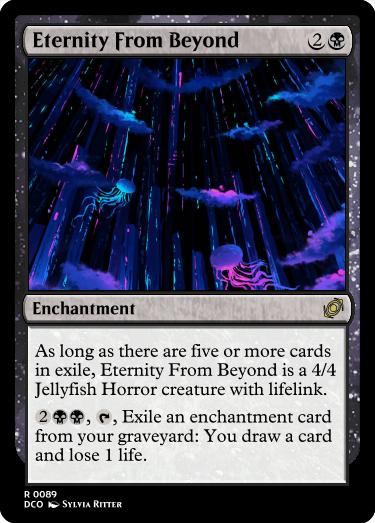 Eternity From Beyond 2
Enchantment
As long as there are five or more cards
in exile, Eternity From Beyond is a 4/4
Jellyfish Horror creature with lifelink.
2, , Exile an enchantment card
from your graveyard: You draw a card
and lose 1 life.
R 0089
DCO Sylvia Ritter